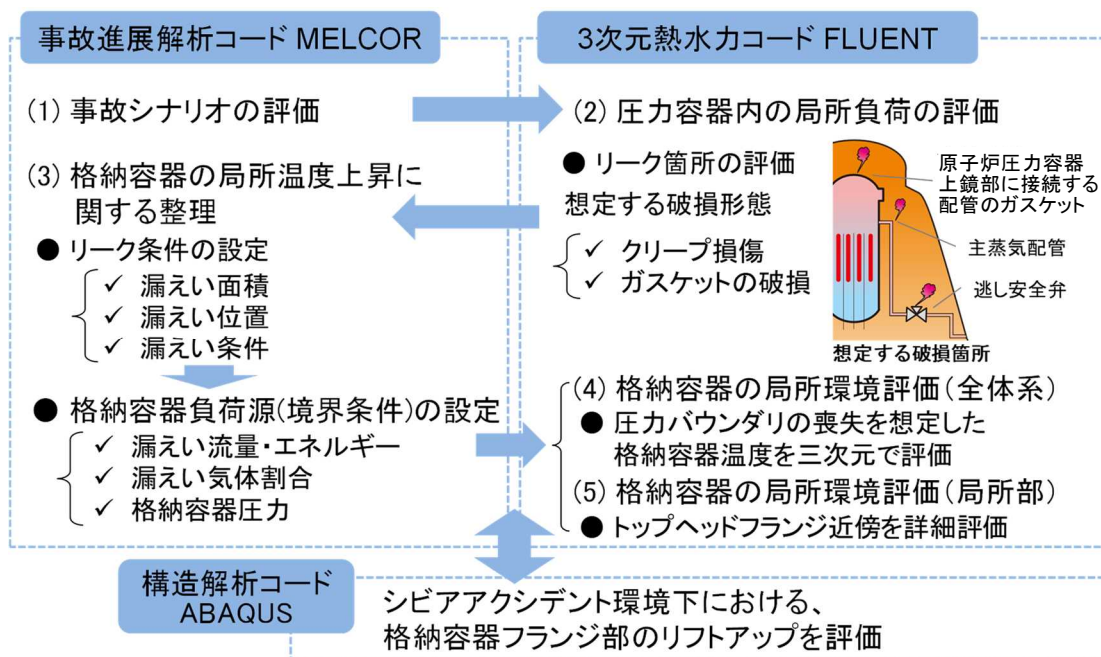 事故進展解析コード MELCOR
(1) 事故シナリオの評価
(3) 格納容器の局所温度上昇に
関する整理
● リーク条件の設定
✓ 漏えい面積
✓ 漏えい位置
✓ 漏えい条件
● 格納容器負荷源(境界条件)の設定
✓ 漏えい流量・エネルギー
✓ 漏えい気体割合
✓ 格納容器圧力
3次元熱水力コード FLUENT
(2) 圧力容器内の局所負荷の評価
● リーク箇所の評価
想定する破損形態
✓ クリープ損傷
✓ ガスケットの破損
原子炉圧力容器
上鏡部に接続する
配管のガスケット
主蒸気配管
逃し安全弁
想定する破損箇所
(4) 格納容器の局所環境評価(全体系)
● 圧力バウンダリの喪失を想定した
格納容器温度を三次元で評価
(5) 格納容器の局所環境評価(局所部)
● トップヘッドフランジ近傍を詳細評価
構造解析コード
ABAQUS
シビアアクシデント環境下における、
格納容器フランジ部のリフトアップを評価